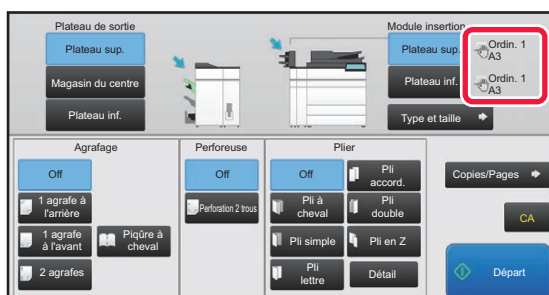 Plateau de sortie
Module insertion
Plateau sup.
Magasin du centre
Plateau inf.
Plateau sup.
Ordin. 1
A3
Plateau inf.
Ordin. 1
A3
Type et taille
Agrafage
Off
1 agrafe à
l'arrière
1 agrafe
à l'avant
Piqûre à
cheval
2 agrafes
Perforeuse
Off
Perforation 2 trous
Plier
Off
Pli
accord.
Pli à
cheval
Pli
double
Pli simple
Pli en Z
Pli
lettre
Détail
Copies/Pages
CA
Départ